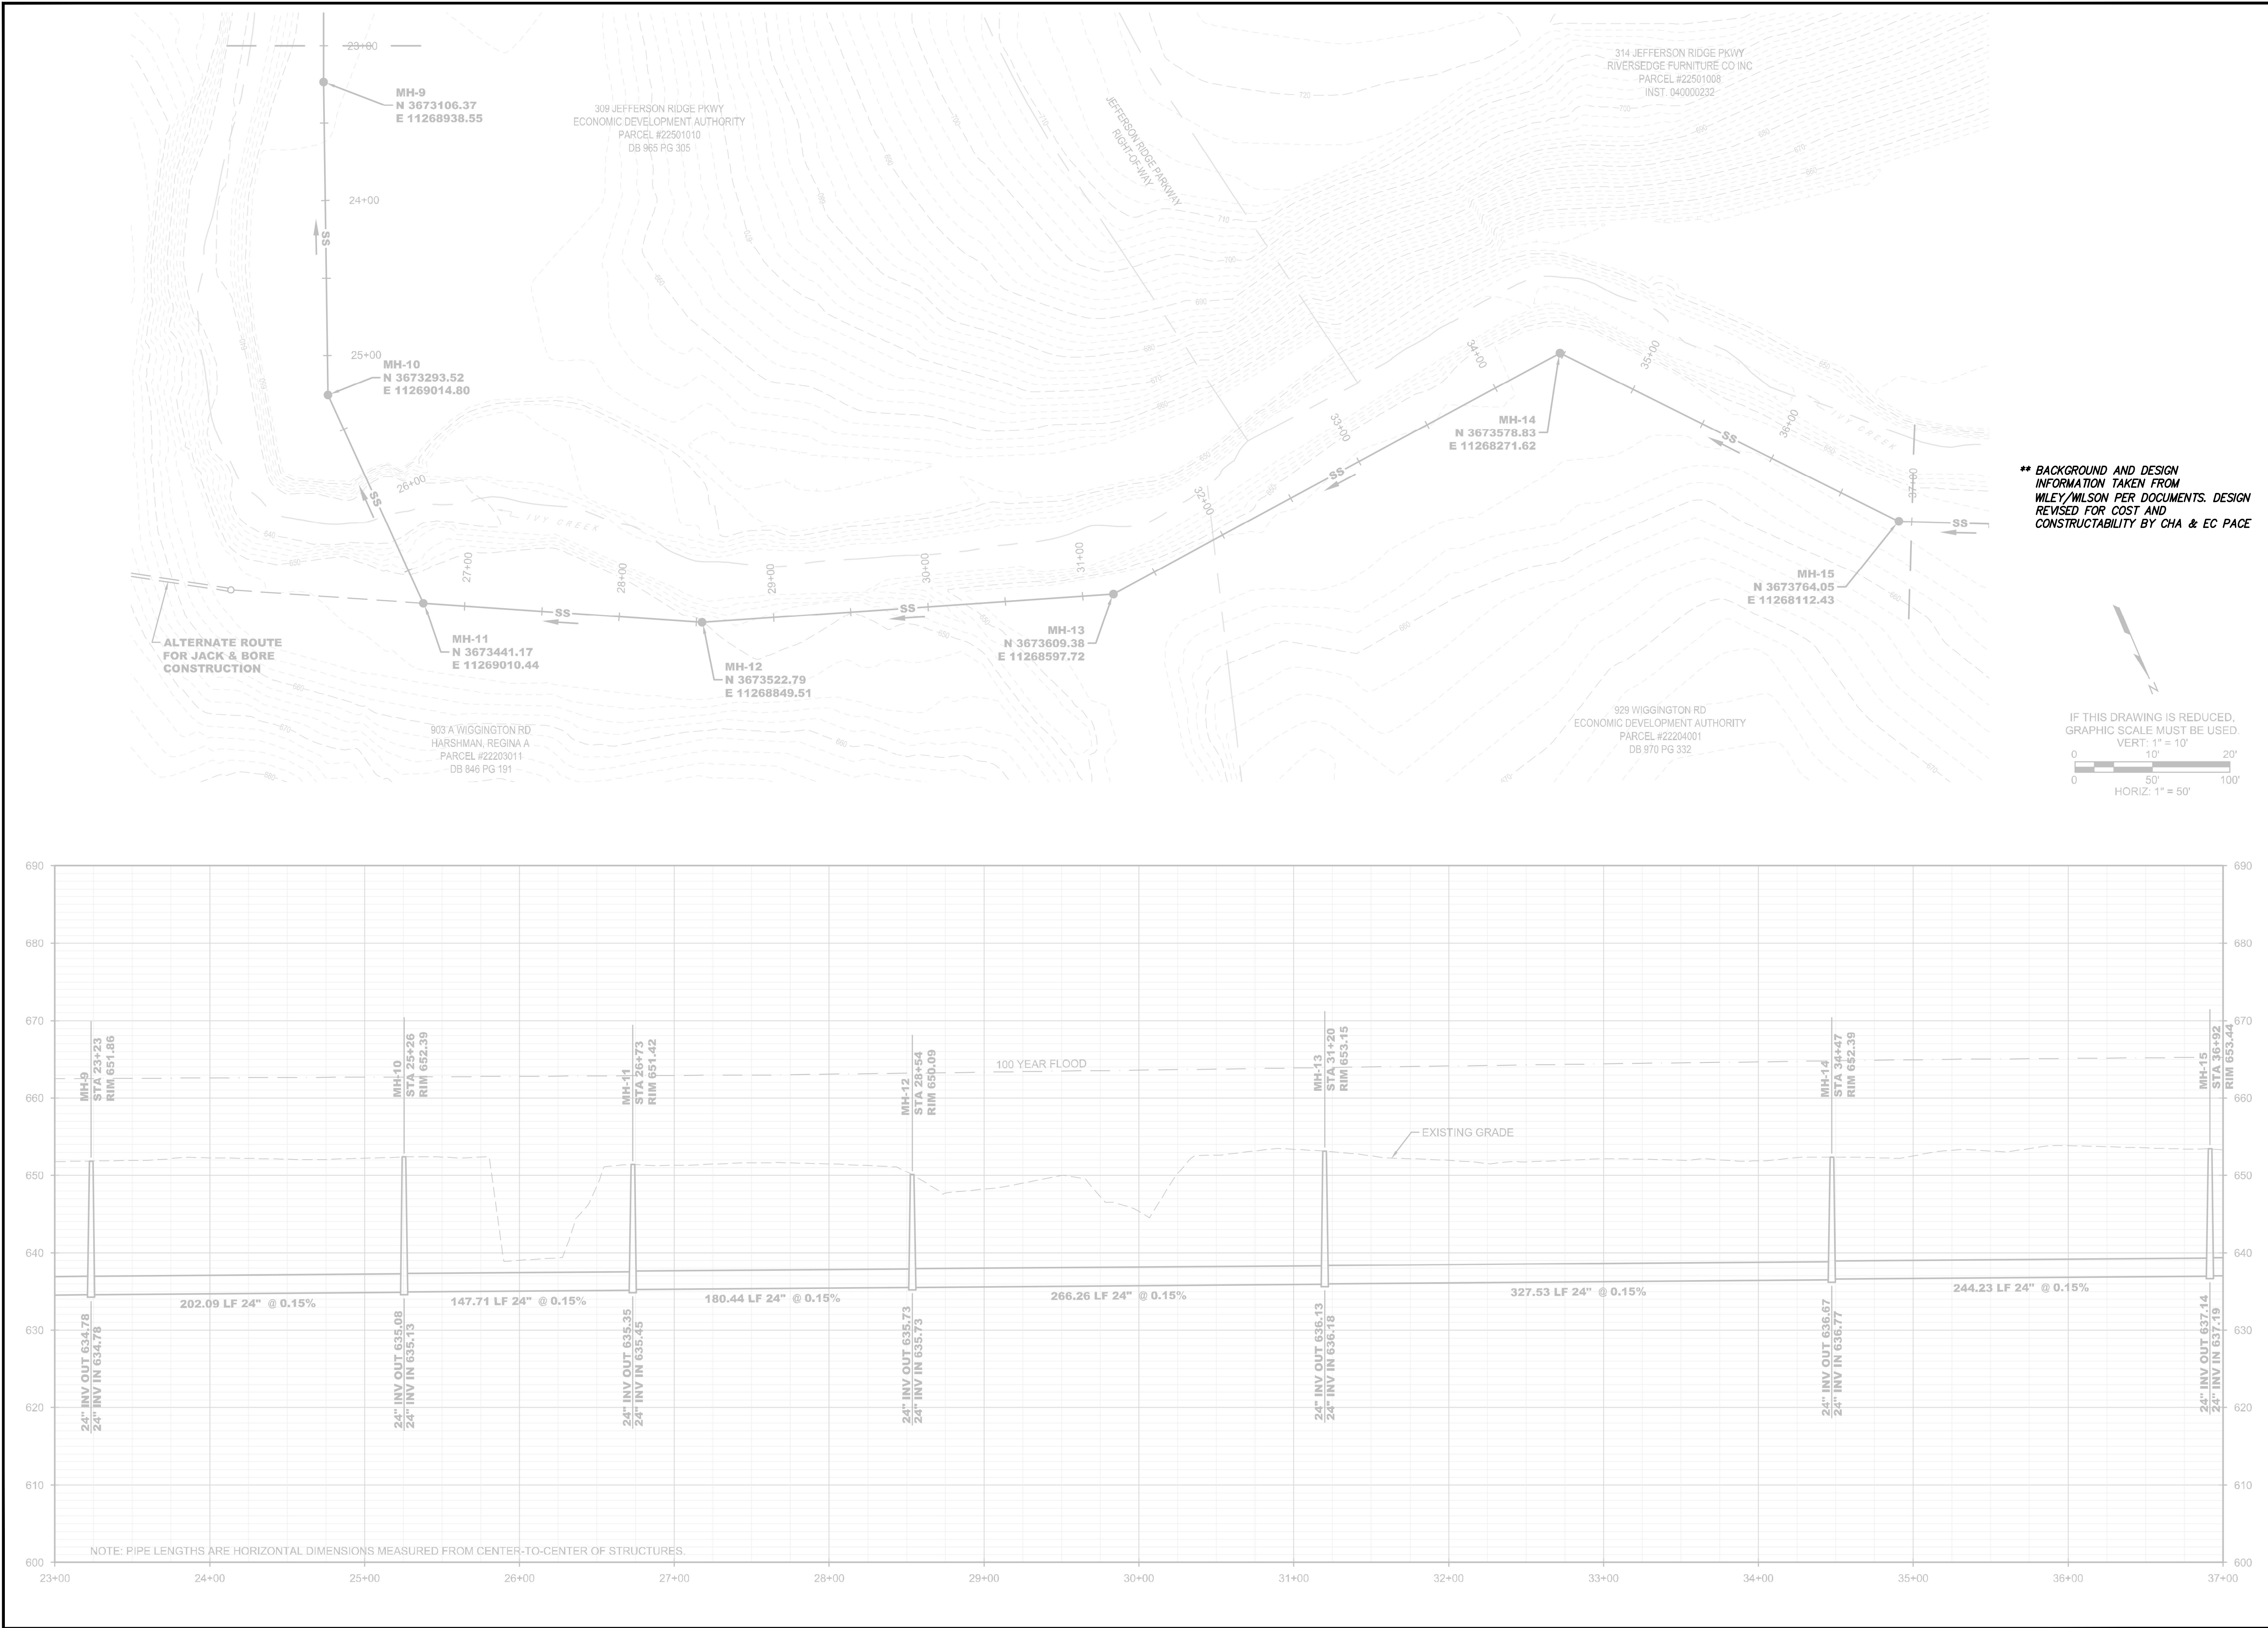 23+00
MH-9
N 3673106.37
E 11268938.55
309 JEFFERSON RIDGE PKWY
ECONOMIC DEVELOPMENT AUTHORITY
PARCEL #22501010
DB 965 PG 305
JEFFERSON RIDGE PARKWAY
RIGHT-OF-WAY
314 JEFFERSON RIDGE PKWY
RIVERSEDGE FURNITURE CO INC
PARCEL #22501008
INST. 040000232
24+00
SS
25+00
MH-10
N 3673293.52
E 11269014.80
SS
26+00
IVY CREEK
27+00
28+00
29+00
30+00
31+00
32+00
33+00
34+00
35+00
36+00
37+00
SS
SS
SS
SS
SS
MH-14
N 3673578.83
E 11268271.62
** BACKGROUND AND DESIGN
INFORMATION TAKEN FROM
WILEY/WILSON PER DOCUMENTS. DESIGN
REVISED FOR COST AND
CONSTRUCTABILITY BY CHA & EC PACE
MH-15
N 3673764.05
E 11268112.43
ALTERNATE ROUTE
FOR JACK & BORE
CONSTRUCTION
MH-11
N 3673441.17
E 11269010.44
MH-12
N 3673522.79
E 11268849.51
MH-13
N 3673609.38
E 11268597.72
903 A WIGGINGTON RD
HARSHMAN, REGINA A
PARCEL #22203011
DB 846 PG 191
929 WIGGINGTON RD
ECONOMIC DEVELOPMENT AUTHORITY
PARCEL #22204001
DB 970 PG 332
N
IF THIS DRAWING IS REDUCED,
GRAPHIC SCALE MUST BE USED.
VERT: 1" = 10'
0 10' 20'
0 50' 100'
HORIZ: 1" = 50'
690 690
680 680
670 670
660 660
650 650
640 640
630 630
620 620
610 610
600 600
MH-9
STA 23+23
RIM 651.86
MH-10
STA 25+26
RIM 652.39
MH-11
STA 26+73
RIM 651.42
MH-12
STA 28+54
RIM 650.09
100 YEAR FLOOD
MH-13
STA 31+20
RIM 653.15
MH-14
STA 34+47
RIM 652.39
MH-15
STA 36+92
RIM 653.44
EXISTING GRADE
202.09 LF 24" @ 0.15%
147.71 LF 24" @ 0.15%
180.44 LF 24" @ 0.15%
266.26 LF 24" @ 0.15%
327.53 LF 24" @ 0.15%
244.23 LF 24" @ 0.15%
24" INV OUT 634.78
24" INV IN 634.78
24" INV OUT 635.08
24" INV IN 635.13
24" INV OUT 635.35
24" INV IN 635.45
24" INV OUT 635.73
24" INV IN 635.73
24" INV OUT 636.13
24" INV IN 636.18
24" INV OUT 636.67
24" INV IN 636.77
24" INV OUT 637.14
24" INV IN 637.19
NOTE: PIPE LENGTHS ARE HORIZONTAL DIMENSIONS MEASURED FROM CENTER-TO-CENTER OF STRUCTURES.
23+00 24+00 25+00 26+00 27+00 28+00 29+00 30+00 31+00 32+00 33+00 34+00 35+00 36+00 37+00